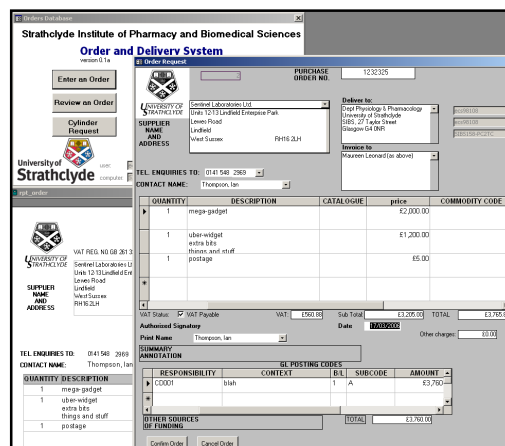 Orders Database
Strathclyde Institute of Pharmacy and Biomedical Sciences
Order and Delivery System
version 0.1a
Enter an Order
Review an Order
Cylinder
Request
University of
Strathclyde
user:
computer:
Order Request
PURCHASE
ORDER NO.
1232325
UNIVERSITY OF
STRATHCLYDE
SUPPLIER
NAME
AND
ADDRESS
Sentinel Laboratories Ltd.
Units 12-13 Lindfield Enterprise Park
Lewes Road
Lindfield
West Sussex RH16 2LH
Deliver to:
Dept Physiology & Pharmacology
University of Strathclyde
SIBS, 27 Taylor Street
Glasgow G4 0NR
Invoice to
Maureen Leonard (as above)
TEL. ENQUIRIES TO: 0141 548 2969
CONTACT NAME: Thompson, Ian
QUANTITY DESCRIPTION CATALOGUE price COMMODITY CODE
1 mega-gadget £2,000.00
1 uber-widget £1,200.00
extra bits
things and stuff
1 postage £5.00
VAT Status: VAT Payable VAT: £560.88 Sub Total: £3,205.00 TOTAL £3,765.8
Authorised Signatory Date 17/03/2006
Other charges: £0.00
Print Name Thompson, Ian
SUMMARY
ANNOTATION
GL POSTING CODES
RESPONSIBILITY CONTEXT B/L SUBCODE AMOUNT
CD001 blah 1 A £3,760
OTHER SOURCES
OF FUNDING
TOTAL £3,760.00
Confirm Order Cancel Order
rpt_order
UNIVERSITY OF
STRATHCLYDE
VAT REG. NO GB 261 3
SUPPLIER
NAME
AND
ADDRESS
Sentinel Laboratories Lt
Units 12-13 Lindfield Ent
Lewes Road
Lindfield
West Sussex
RH16 2LH
TEL. ENQUIRIES TO: 0141 548 2969
CONTACT NAME: Thompson, Ian
QUANTITY DESCRIPTION
1 mega-gadget
1 uber-widget
extra bits
things and stuff
1 postage